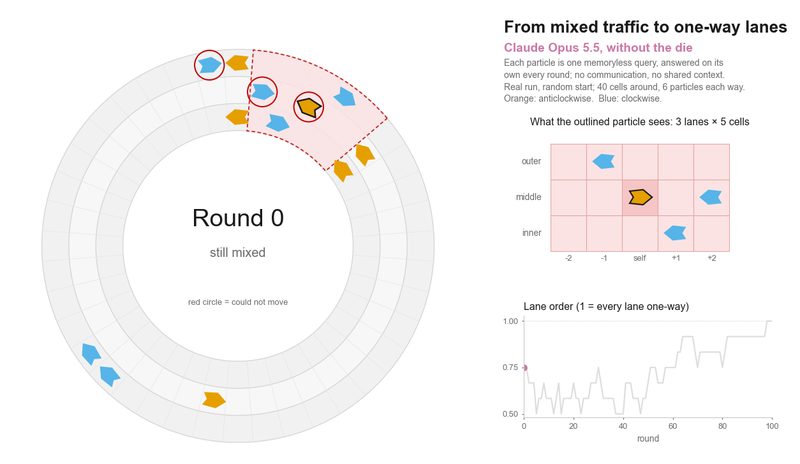 From mixed traffic to one-way lanes
Claude Opus 5.5, without the die
Each particle is one memoryless query, answered on its
own every round; no communication, no shared context.
Real run, random start; 40 cells around, 6 particles each way.
Orange: anticlockwise. Blue: clockwise.
What the outlined particle sees: 3 lanes × 5 cells
outer
middle
inner
-2
-1
self
+1
+2
Round 0
still mixed
red circle = could not move
Lane order (1 = every lane one-way)
1.00
0.75
0.50
0
20
40
60
80
100
round